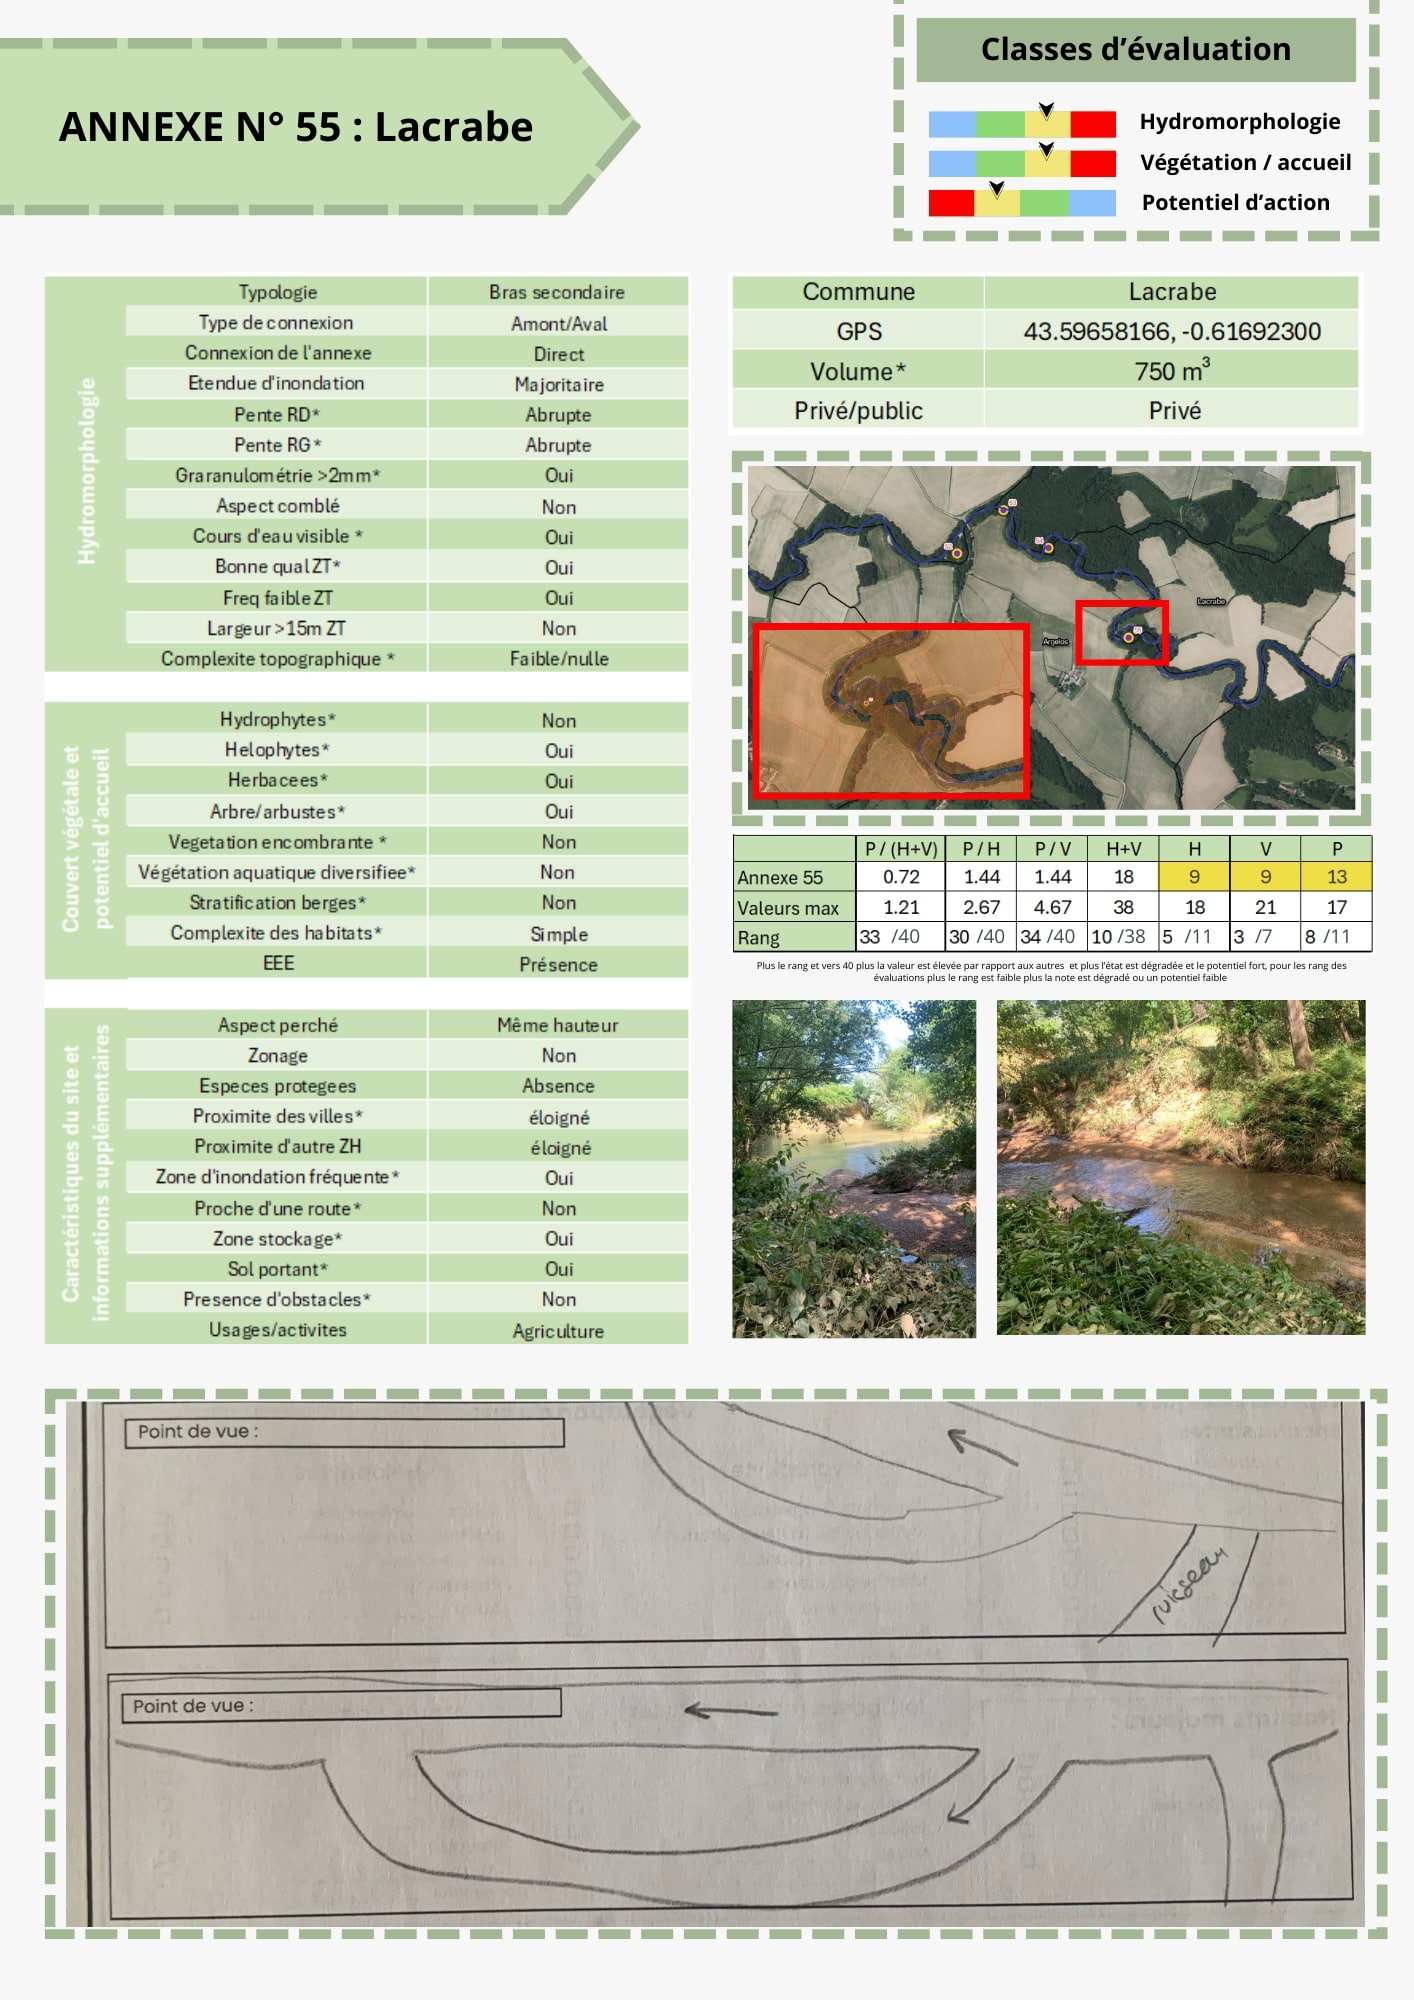 ANNEXE N° 55 : Lacrabe
Classes d'évaluation
Hydromorphologie
Végétation / accueil
Potentiel d'action
Hydromorphologie
Typologie Bras secondaire
Type de connexion Amont/Aval
Connexion de l'annexe Direct
Etendue d'inondation Majoritaire
Pente RD* Abrupte
Pente RG* Abrupte
Graranulométrie >2mm* Oui
Aspect comblé Non
Cours d'eau visible * Oui
Bonne qual ZT* Oui
Freq faible ZT Oui
Largeur >15m ZT Non
Complexite topographique * Faible/nulle
Couvert végétale et
potentiel d'accueil
Hydrophytes* Non
Helophytes* Oui
Herbacees* Oui
Arbre/arbustes* Oui
Vegetation encombrante * Non
Végétation aquatique diversifiee* Non
Stratification berges* Non
Complexite des habitats* Simple
EEE Présence
Caractéristiques du site et
informations supplémentaires
Aspect perché Même hauteur
Zonage Non
Especes protegees Absence
Proximite des villes* éloigné
Proximite d'autre ZH éloigné
Zone d'inondation fréquente* Oui
Proche d'une route* Non
Zone stockage* Oui
Sol portant* Oui
Presence d'obstacles* Non
Usages/activites Agriculture
Commune Lacrabe
GPS 43.59658166, -0.61692300
Volume* 750 m³
Privé/public Privé
53
52
54
Lacrabe
55
Argelos
P / (H+V) P / H P / V H+V H V P
Annexe 55 0.72 1.44 1.44 18 9 9 13
Valeurs max 1.21 2.67 4.67 38 18 21 17
Rang 33 /40 30 /40 34 /40 10 /38 5 /11 3 /7 8 /11
Plus le rang et vers 40 plus la valeur est élevée par rapport aux autres et plus l'état est dégradée et le potentiel fort, pour les rang des
évaluations plus le rang est faible plus la note est dégradé ou un potentiel faible
Point de vue :
ruisseau
Point de vue :